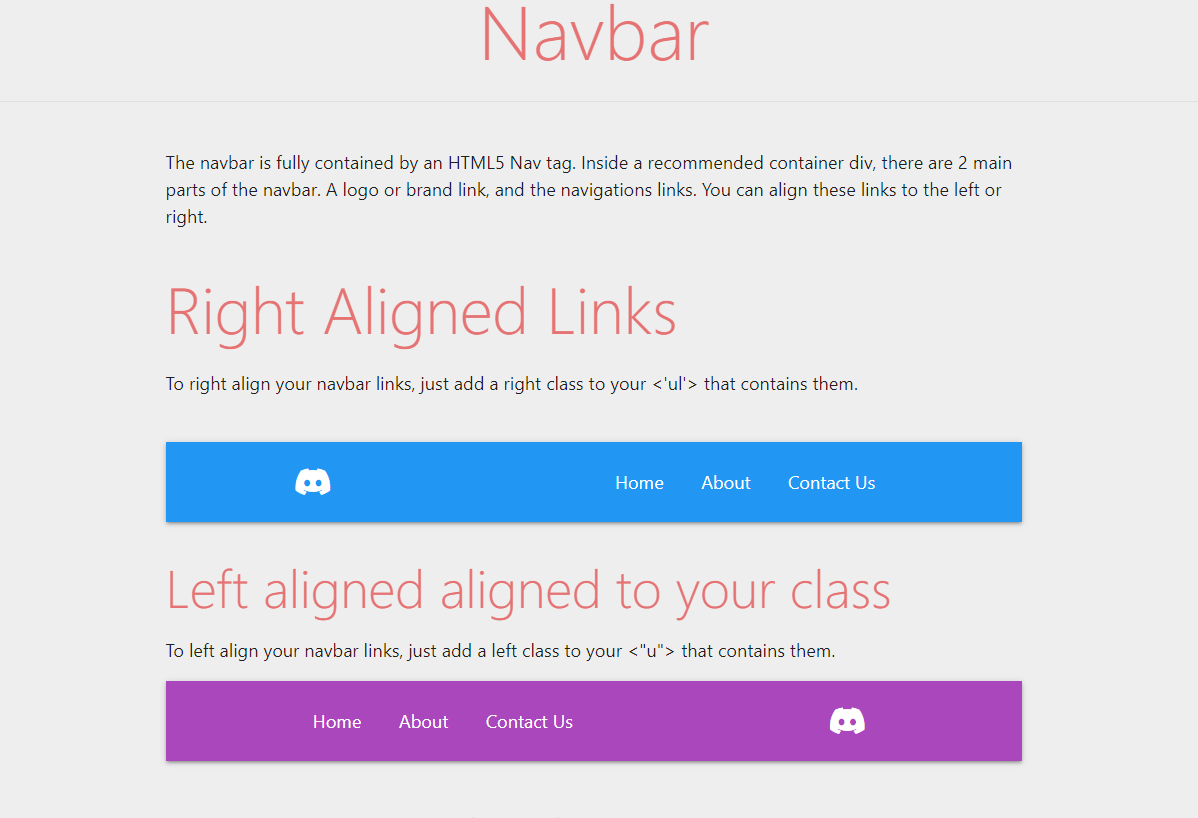 Navbar
The navbar is fully contained by an HTML5 Nav tag. Inside a recommended container div, there are 2 main
parts of the navbar. A logo or brand link, and the navigations links. You can align these links to the left or
right.
Right Aligned Links
To right align your navbar links, just add a right class to your <'ul'> that contains them.
Home About Contact Us
Left aligned aligned to your class
To left align your navbar links, just add a left class to your <"u"> that contains them.
Home About Contact Us